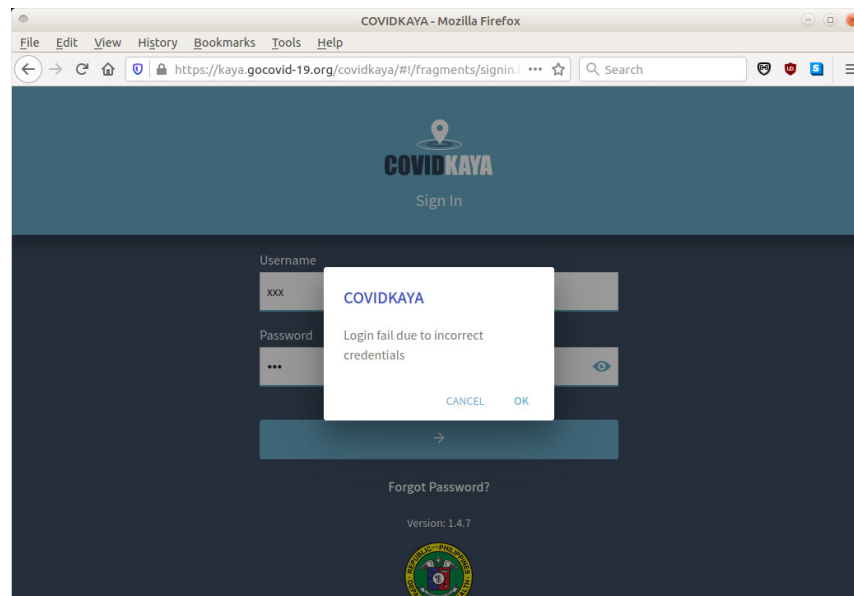 COVIDKAYA - Mozilla Firefox
File Edit View History Bookmarks Tools Help
https://kaya.gocovid-19.org/covidkaya/#!/fragments/signin. Search
COVIDKAYA
Sign In
Username
xxx
COVIDKAYA
Password
Login fail due to incorrect
credentials
CANCEL OK
Forgot Password?
Version: 1.4.7
REPUBLIC PHILIPPINES